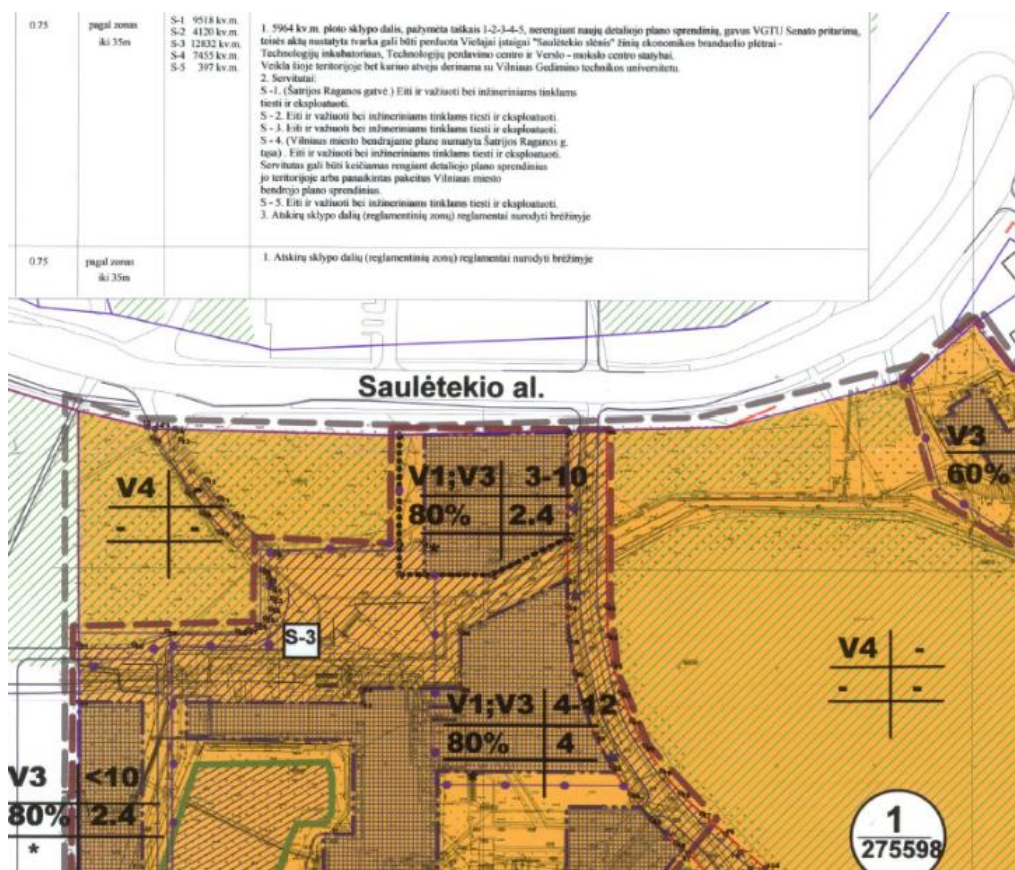 0.75
pagal zonas
iki 35m
S-1 9518 kv.m.
S-2 4120 kv.m.
S-3 12832 kv.m.
S-4 7455 kv.m.
S-5 397 kv.m.
1. 5964 kv.m. ploto sklypo dalis, pažymėta taškais 1-2-3-4-5, nerengiant naujų detaliojo plano sprendinių, gavus VGTU Senato pritarimą,
teisės aktų nustatyta tvarka gali būti perduota Viešajai įstaigai "Saulėtekio slėnis" žinių ekonomikos branduolio plėtrai -
Technologijų inkubatoriaus, Technologijų perdavimo centro ir Verslo - mokslo centro statybai.
Veikla šioje teritorijoje bet kuriuo atveju derinama su Vilniaus Gedimino technikos universitetu.
2. Servitutai:
S -1. (Šatrijos Raganos gatvė.) Eiti ir važiuoti bei inžineriniams tinklams
tiesti ir eksploatuoti.
S - 2. Eiti ir važiuoti bei inžineriniams tinklams tiesti ir eksploatuoti.
S - 3. Eiti ir važiuoti bei inžineriniams tinklams tiesti ir eksploatuoti.
S - 4. (Vilniaus miesto bendrajame plane numatyta Šatrijos Raganos g.
tąsa) . Eiti ir važiuoti bei inžineriniams tinklams tiesti ir eksploatuoti.
Servitutas gali būti keičiamas rengiant detaliojo plano sprendinius
jo teritorijoje arba panaikintas pakeitus Vilniaus miesto
bendrojo plano sprendinius.
S - 5. Eiti ir važiuoti bei inžineriniams tinklams tiesti ir eksploatuoti.
3. Atskirų sklypo dalių (reglamentinių zonų) reglamentai nurodyti brėžinyje
0.75
pagal zonas
iki 35m
1. Atskirų sklypo dalių (reglamentinių zonų) reglamentai nurodyti brėžinyje
Saulėtekio al.
V3
60%
V1;V3 3-10
80% 2.4
*
V4
- -
S-3
V4 -
- -
V1;V3 4-12
80% 4
*
V3 <10
80% 2.4
*
1
275598